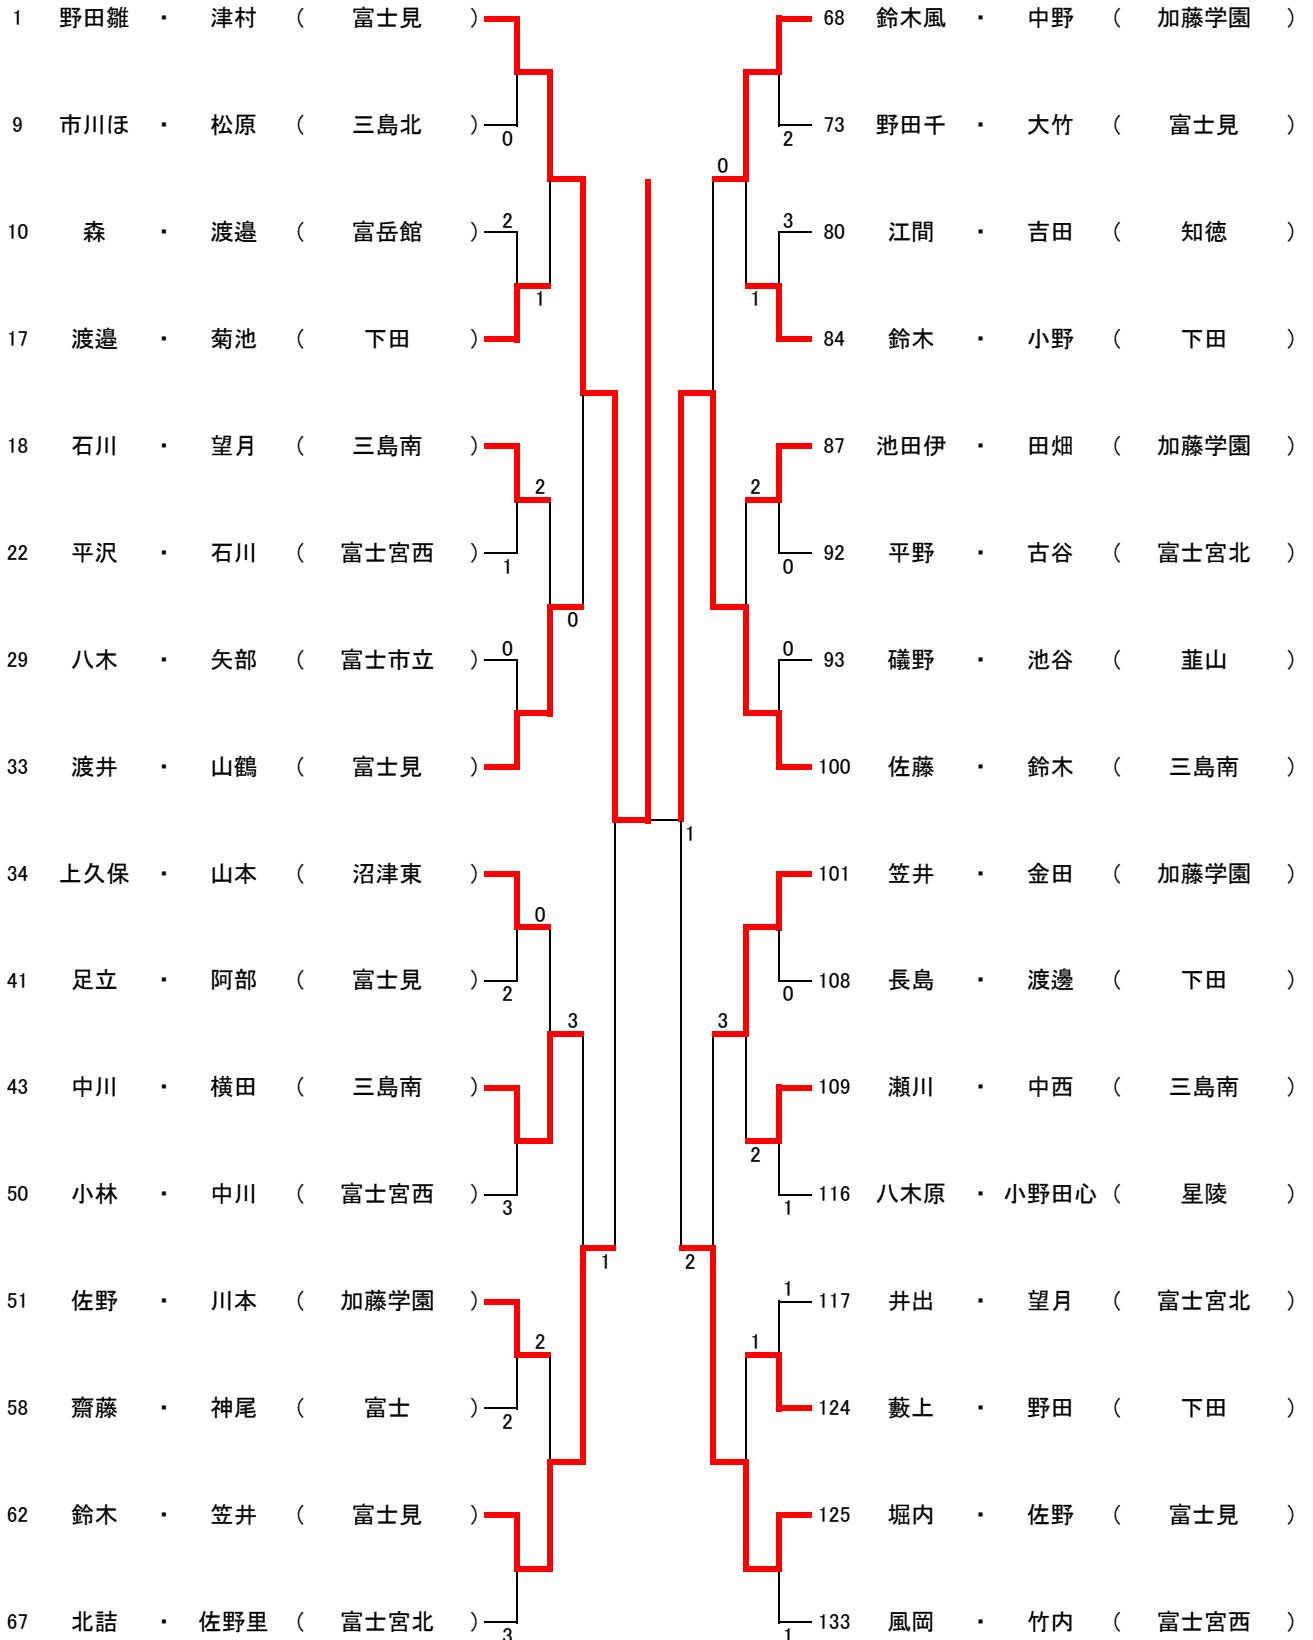 1 野田雛 ・ 津村 ( 富士見 ) 68 鈴木風 ・ 中野 ( 加藤学園 )
9 市川ほ ・ 松原 ( 三島北 ) 0 2 73 野田千 ・ 大竹 ( 富士見 )
0
10 森 ・ 渡邉 ( 富岳館 ) 2 3 80 江間 ・ 吉田 ( 知徳 )
1 1
17 渡邉 ・ 菊池 ( 下田 ) 84 鈴木 ・ 小野 ( 下田 )
18 石川 ・ 望月 ( 三島南 ) 87 池田伊 ・ 田畑 ( 加藤学園 )
2 2
22 平沢 ・ 石川 ( 富士宮西 ) 1 0 92 平野 ・ 古谷 ( 富士宮北 )
0
29 八木 ・ 矢部 ( 富士市立 ) 0 0 93 礒野 ・ 池谷 ( 韮山 )
33 渡井 ・ 山鶴 ( 富士見 ) 100 佐藤 ・ 鈴木 ( 三島南 )
1
34 上久保 ・ 山本 ( 沼津東 ) 101 笠井 ・ 金田 ( 加藤学園 )
0
41 足立 ・ 阿部 ( 富士見 ) 2 0 108 長島 ・ 渡邊 ( 下田 )
3 3
43 中川 ・ 横田 ( 三島南 ) 109 瀬川 ・ 中西 ( 三島南 )
2
50 小林 ・ 中川 ( 富士宮西 ) 3 1 116 八木原 ・ 小野田心 ( 星陵 )
1 2
51 佐野 ・ 川本 ( 加藤学園 ) 1 117 井出 ・ 望月 ( 富士宮北 )
2 1
58 齋藤 ・ 神尾 ( 富士 ) 2 124 藪上 ・ 野田 ( 下田 )
62 鈴木 ・ 笠井 ( 富士見 ) 125 堀内 ・ 佐野 ( 富士見 )
67 北詰 ・ 佐野里 ( 富士宮北 ) 3 1 133 風岡 ・ 竹内 ( 富士宮西 )